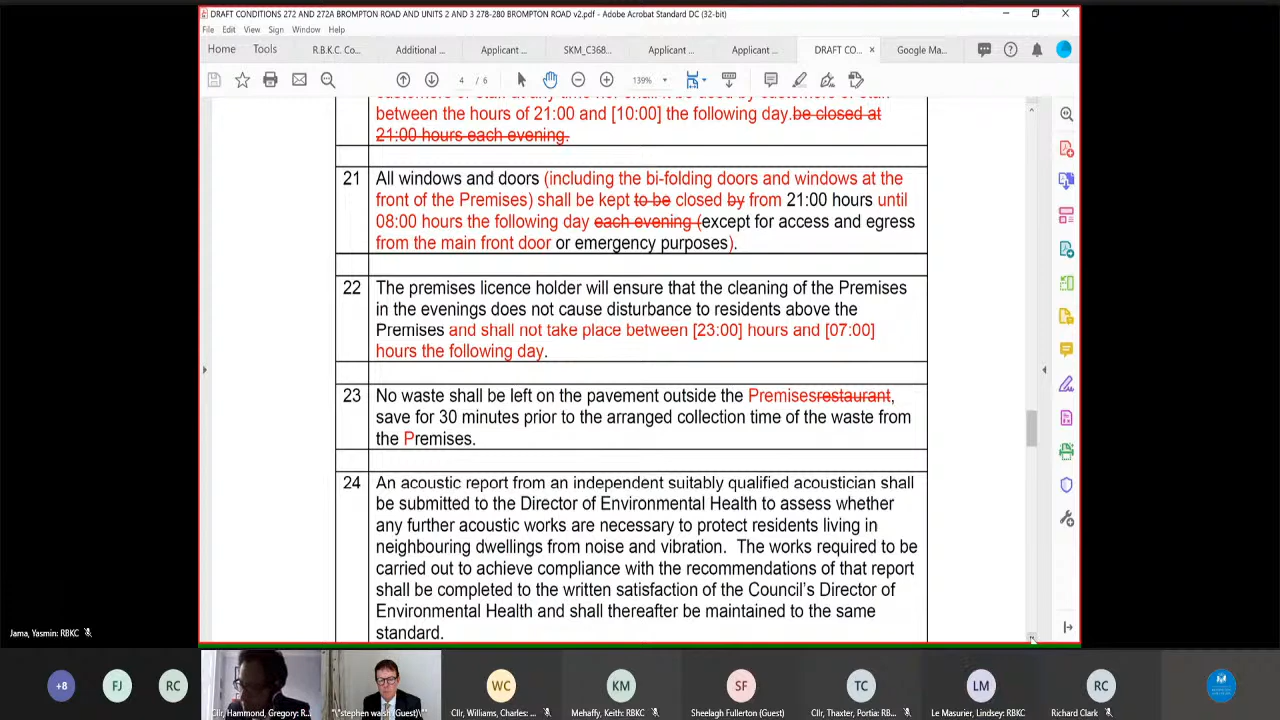 DRAFT CONDITIONS 272 AND 272A BROMPTON ROAD AND UNITS 2 AND 3 278-280 BROMPTON ROAD v2.pdf - Adobe Acrobat Standard DC (32-bit)
File Edit View Sign Window Help
Home Tools R.B.K.C. Co... Additional ... Applicant ... SKM_C368... Applicant ... Applicant ... DRAFT CO... × Google Ma...
4 / 6 139%
between the hours of 21:00 and [10:00] the following day.be closed at
21:00 hours each evening.
21 All windows and doors (including the bi-folding doors and windows at the
front of the Premises) shall be kept to be closed by from 21:00 hours until
08:00 hours the following day each evening (except for access and egress
from the main front door or emergency purposes).
22 The premises licence holder will ensure that the cleaning of the Premises
in the evenings does not cause disturbance to residents above the
Premises and shall not take place between [23:00] hours and [07:00]
hours the following day.
23 No waste shall be left on the pavement outside the Premisesrestaurant,
save for 30 minutes prior to the arranged collection time of the waste from
the Premises.
24 An acoustic report from an independent suitably qualified acoustician shall
be submitted to the Director of Environmental Health to assess whether
any further acoustic works are necessary to protect residents living in
neighbouring dwellings from noise and vibration. The works required to be
carried out to achieve compliance with the recommendations of that report
shall be completed to the written satisfaction of the Council's Director of
Environmental Health and shall thereafter be maintained to the same
standard.
Jama, Yasmin: RBKC
+8 FJ RC WC KM SF TC LM RC
Cllr, Hammond, Gregory: R... \"stephen walsh (Guest)\" Cllr, Williams, Charles: ... Mehaffy, Keith: RBKC Sheelagh Fullerton (Guest) Cllr, Thaxter, Portia: RB... Le Masurier, Lindsey: RBKC Richard Clark